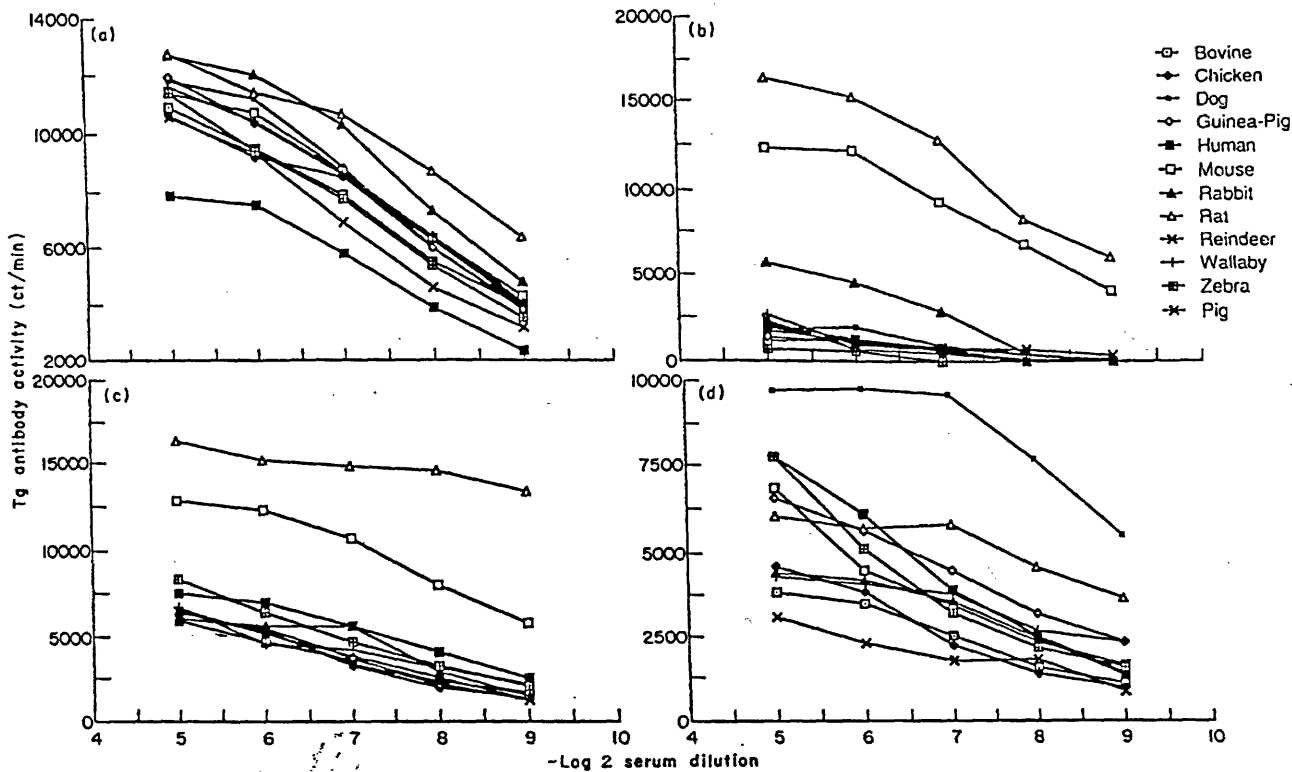 14000
(a)
10000
6000
2000
20000
(b)
15000
10000
5000
0
Bovine
Chicken
Dog
Guinea-Pig
Human
Mouse
Rabbit
Rat
Reindeer
Wallaby
Zebra
Pig
Tg antibody activity (ct/min)
20000
(c)
15000
10000
5000
0
4 5 6 7 8 9 10
10000
(d)
7500
5000
2500
0
4 5 6 7 8 9 10
-Log 2 serum dilution